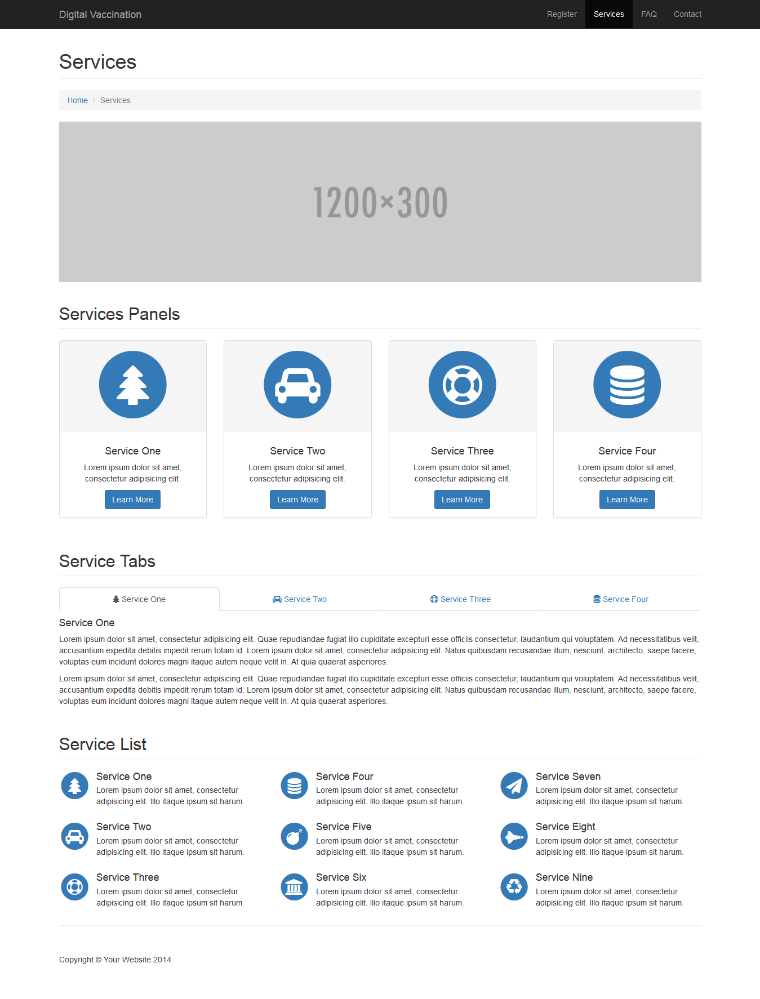 Digital Vaccination
Register Services FAQ Contact
Services
Home / Services
1200×300
Services Panels
Service One
Lorem ipsum dolor sit amet,
consectetur adipisicing elit.
Learn More
Service Two
Lorem ipsum dolor sit amet,
consectetur adipisicing elit.
Learn More
Service Three
Lorem ipsum dolor sit amet,
consectetur adipisicing elit.
Learn More
Service Four
Lorem ipsum dolor sit amet,
consectetur adipisicing elit.
Learn More
Service Tabs
Service One
Service Two
Service Three
Service Four
Service One
Lorem ipsum dolor sit amet, consectetur adipisicing elit. Quae repudiandae fugiat illo cupiditate excepturi esse officiis consectetur, laudantium qui voluptatem. Ad necessitatibus velit,
accusantium expedita debitis impedit rerum totam id. Lorem ipsum dolor sit amet, consectetur adipisicing elit. Natus quibusdam recusandae illum, nesciunt, architecto, saepe facere,
voluptas eum incidunt dolores magni itaque autem neque velit in. At quia quaerat asperiores.
Lorem ipsum dolor sit amet, consectetur adipisicing elit. Quae repudiandae fugiat illo cupiditate excepturi esse officiis consectetur, laudantium qui voluptatem. Ad necessitatibus velit,
accusantium expedita debitis impedit rerum totam id. Lorem ipsum dolor sit amet, consectetur adipisicing elit. Natus quibusdam recusandae illum, nesciunt, architecto, saepe facere,
voluptas eum incidunt dolores magni itaque autem neque velit in. At quia quaerat asperiores.
Service List
Service One
Lorem ipsum dolor sit amet, consectetur
adipisicing elit. Illo itaque ipsum sit harum.
Service Two
Lorem ipsum dolor sit amet, consectetur
adipisicing elit. Illo itaque ipsum sit harum.
Service Three
Lorem ipsum dolor sit amet, consectetur
adipisicing elit. Illo itaque ipsum sit harum.
Service Four
Lorem ipsum dolor sit amet, consectetur
adipisicing elit. Illo itaque ipsum sit harum.
Service Five
Lorem ipsum dolor sit amet, consectetur
adipisicing elit. Illo itaque ipsum sit harum.
Service Six
Lorem ipsum dolor sit amet, consectetur
adipisicing elit. Illo itaque ipsum sit harum.
Service Seven
Lorem ipsum dolor sit amet, consectetur
adipisicing elit. Illo itaque ipsum sit harum.
Service Eight
Lorem ipsum dolor sit amet, consectetur
adipisicing elit. Illo itaque ipsum sit harum.
Service Nine
Lorem ipsum dolor sit amet, consectetur
adipisicing elit. Illo itaque ipsum sit harum.
Copyright © Your Website 2014